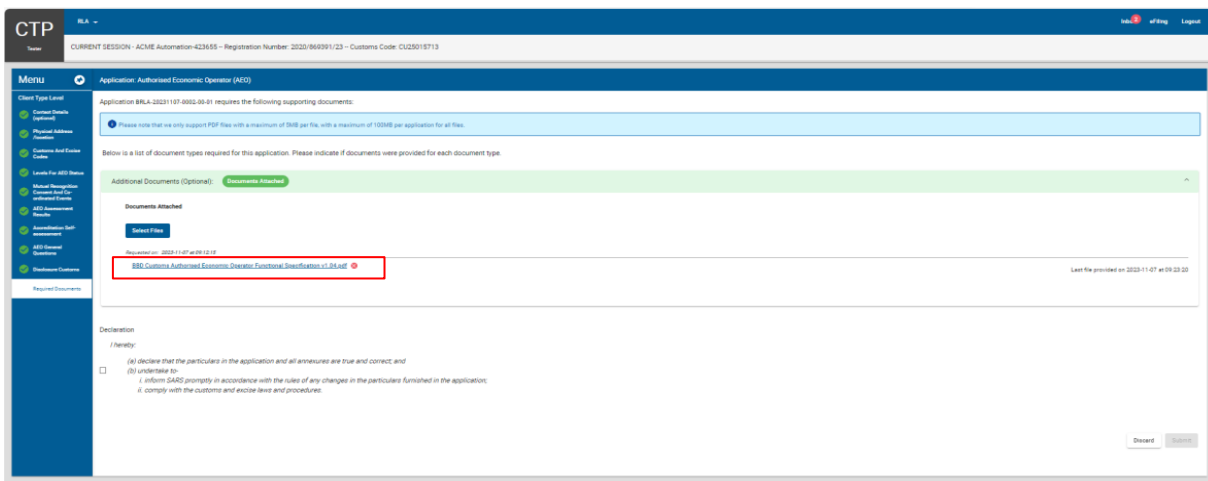 CTP
Tester
RLA
Inbox 2 eFiling Logout
CURRENT SESSION - ACME Automation-423655 – Registration Number: 2020/869391/23 – Customs Code: CU25015713
Menu
Application: Authorised Economic Operator (AEO)
Client Type Level
Contact Details (optional)
Physical Address /location
Customs And Excise Codes
Levels For AEO Status
Mutual Recognition Consent And Co-ordinated Events
AEO Assessment Results
Accreditation Self-assessment
AEO General Questions
Disclosure Customs
Required Documents
Application BRLA-20231107-0002-00-01 requires the following supporting documents:
Please note that we only support PDF files with a maximum of 5MB per file, with a maximum of 100MB per application for all files.
Below is a list of document types required for this application. Please indicate if documents were provided for each document type.
Additional Documents (Optional): Documents Attached
Documents Attached
Select Files
Requested on: 2023-11-07 at 09:12:15
BBD Customs Authorised Economic Operator Functional Specification v1.04.pdf
Last file provided on 2023-11-07 at 09:23:20
Declaration
I hereby:
(a) declare that the particulars in the application and all annexures are true and correct; and
(b) undertake to-
i. inform SARS promptly in accordance with the rules of any changes in the particulars furnished in the application;
ii. comply with the customs and excise laws and procedures.
Discard Submit